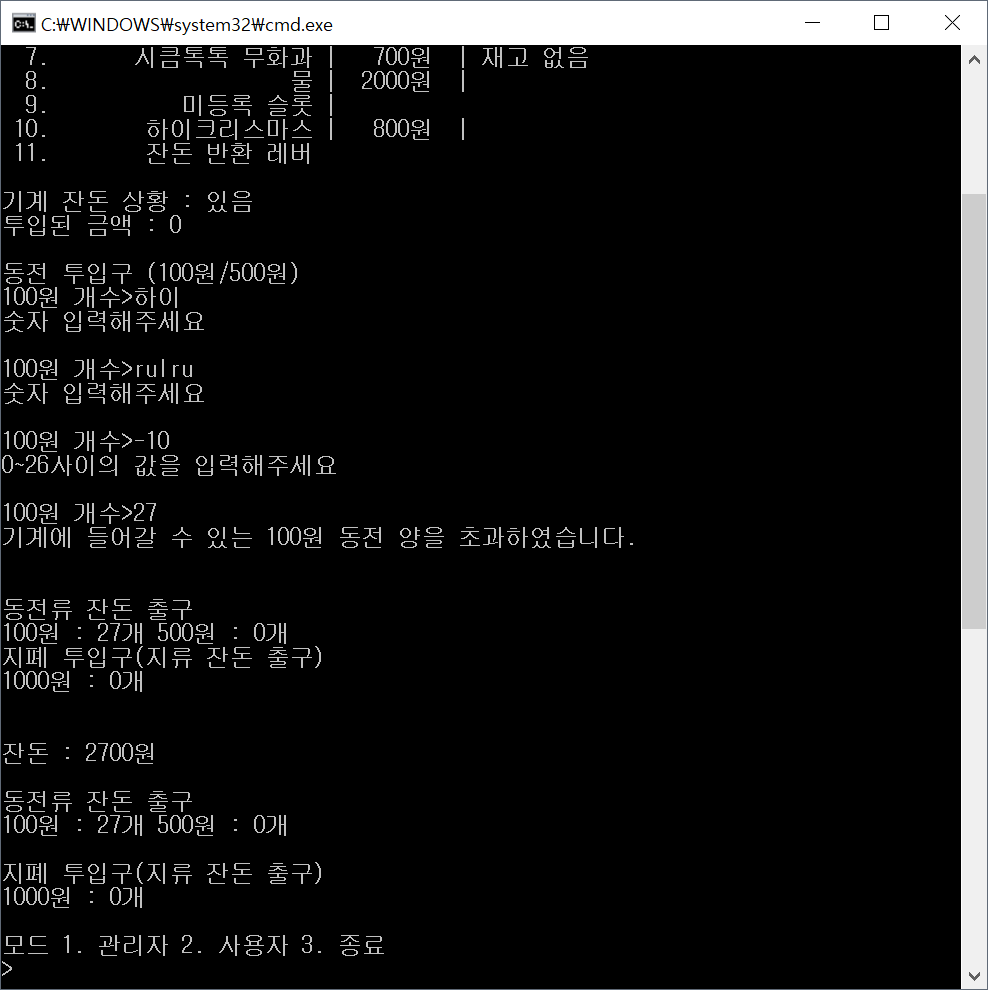 C:₩WINDOWS₩system32₩cmd.exe
7. 시큼톡톡 무화과 | 700원 | 재고 없음
8. 물 | 2000원 |
9. 미등록 슬롯 |
10. 하이크리스마스 | 800원 |
11. 잔돈 반환 레버
기계 잔돈 상황 : 있음
투입된 금액 : 0
동전 투입구 (100원/500원)
100원 개수>하이
숫자 입력해주세요
100원 개수>rulru
숫자 입력해주세요
100원 개수>-10
0~26사이의 값을 입력해주세요
100원 개수>27
기계에 들어갈 수 있는 100원 동전 양을 초과하였습니다.
동전류 잔돈 출구
100원 : 27개 500원 : 0개
지폐 투입구(지류 잔돈 출구)
1000원 : 0개
잔돈 : 2700원
동전류 잔돈 출구
100원 : 27개 500원 : 0개
지폐 투입구(지류 잔돈 출구)
1000원 : 0개
모드 1. 관리자 2. 사용자 3. 종료
>